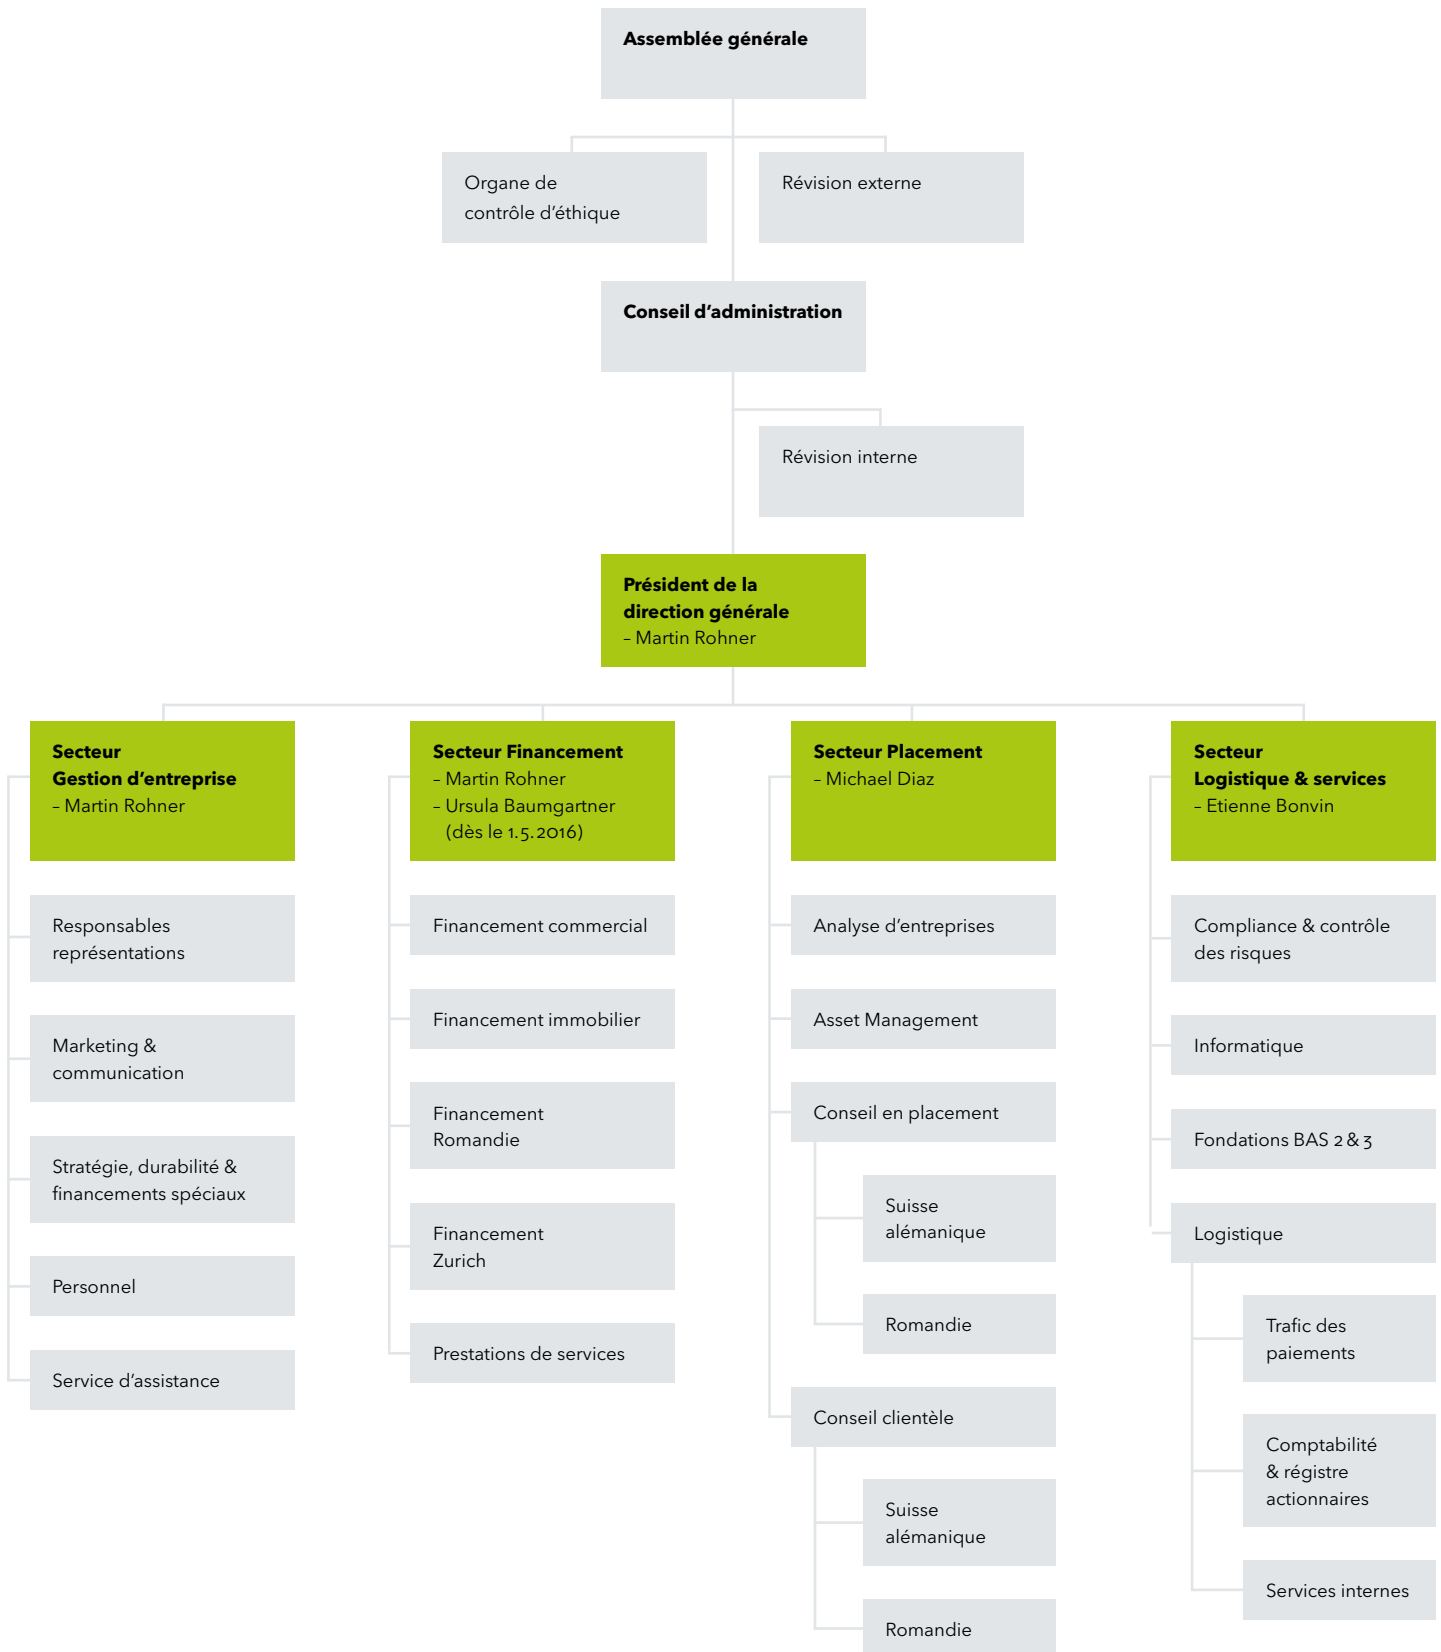 Assemblée générale
Organe de
contrôle d’éthique
Révision externe
Conseil d’administration
Révision interne
Président de la
direction générale
– Martin Rohner
Secteur
Gestion d’entreprise
– Martin Rohner
Responsables
représentations
Marketing &
communication
Stratégie, durabilité &
financements spéciaux
Personnel
Service d’assistance
Secteur Financement
– Martin Rohner
– Ursula Baumgartner
(dès le 1.5.2016)
Financement commercial
Financement immobilier
Financement
Romandie
Financement
Zurich
Prestations de services
Secteur Placement
– Michael Diaz
Analyse d’entreprises
Asset Management
Conseil en placement
Suisse
alémanique
Romandie
Conseil clientèle
Suisse
alémanique
Romandie
Secteur
Logistique & services
– Etienne Bonvin
Compliance & contrôle
des risques
Informatique
Fondations BAS 2 & 3
Logistique
Trafic des
paiements
Comptabilité
& régistre
actionnaires
Services internes